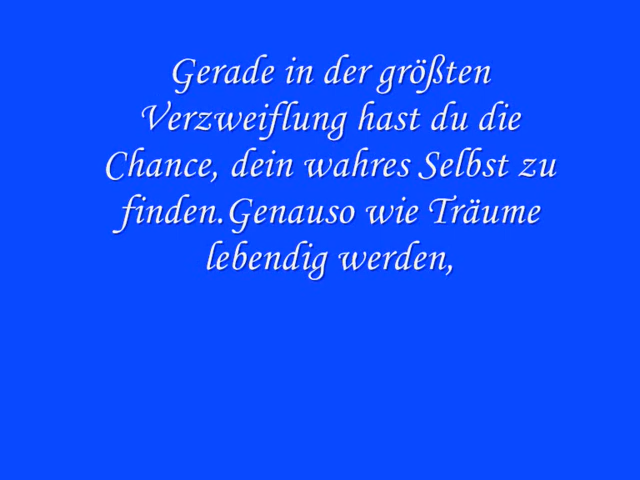 Gerade in der größten
Verzweiflung hast du die
Chance, dein wahres Selbst zu
finden.Genauso wie Träume
lebendig werden,